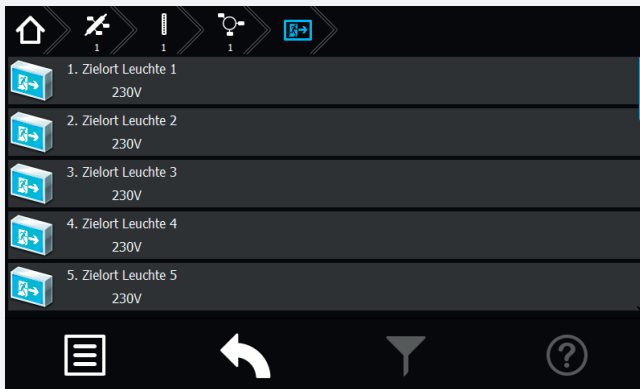 1 1 1
1. Zielort Leuchte 1
230V
2. Zielort Leuchte 2
230V
3. Zielort Leuchte 3
230V
4. Zielort Leuchte 4
230V
5. Zielort Leuchte 5
230V
?